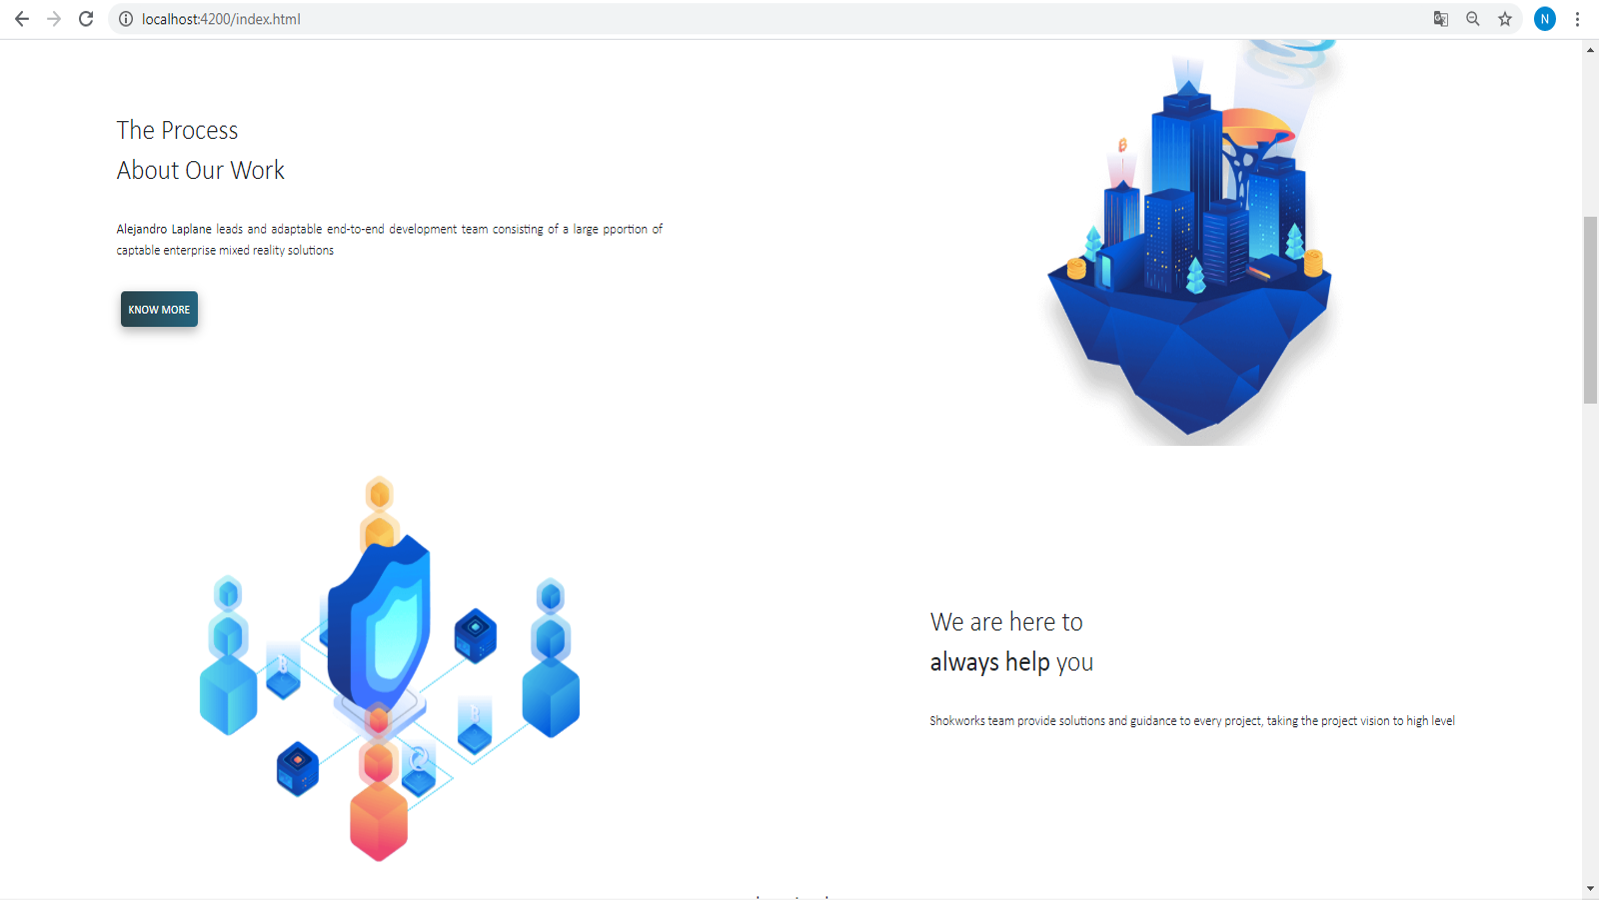 localhost:4200/index.html
N
The Process
About Our Work
Alejandro Laplane leads and adaptable end-to-end development team consisting of a large pportion of
captable enterprise mixed reality solutions
KNOW MORE
We are here to
always help you
Shokworks team provide solutions and guidance to every project, taking the project vision to high level